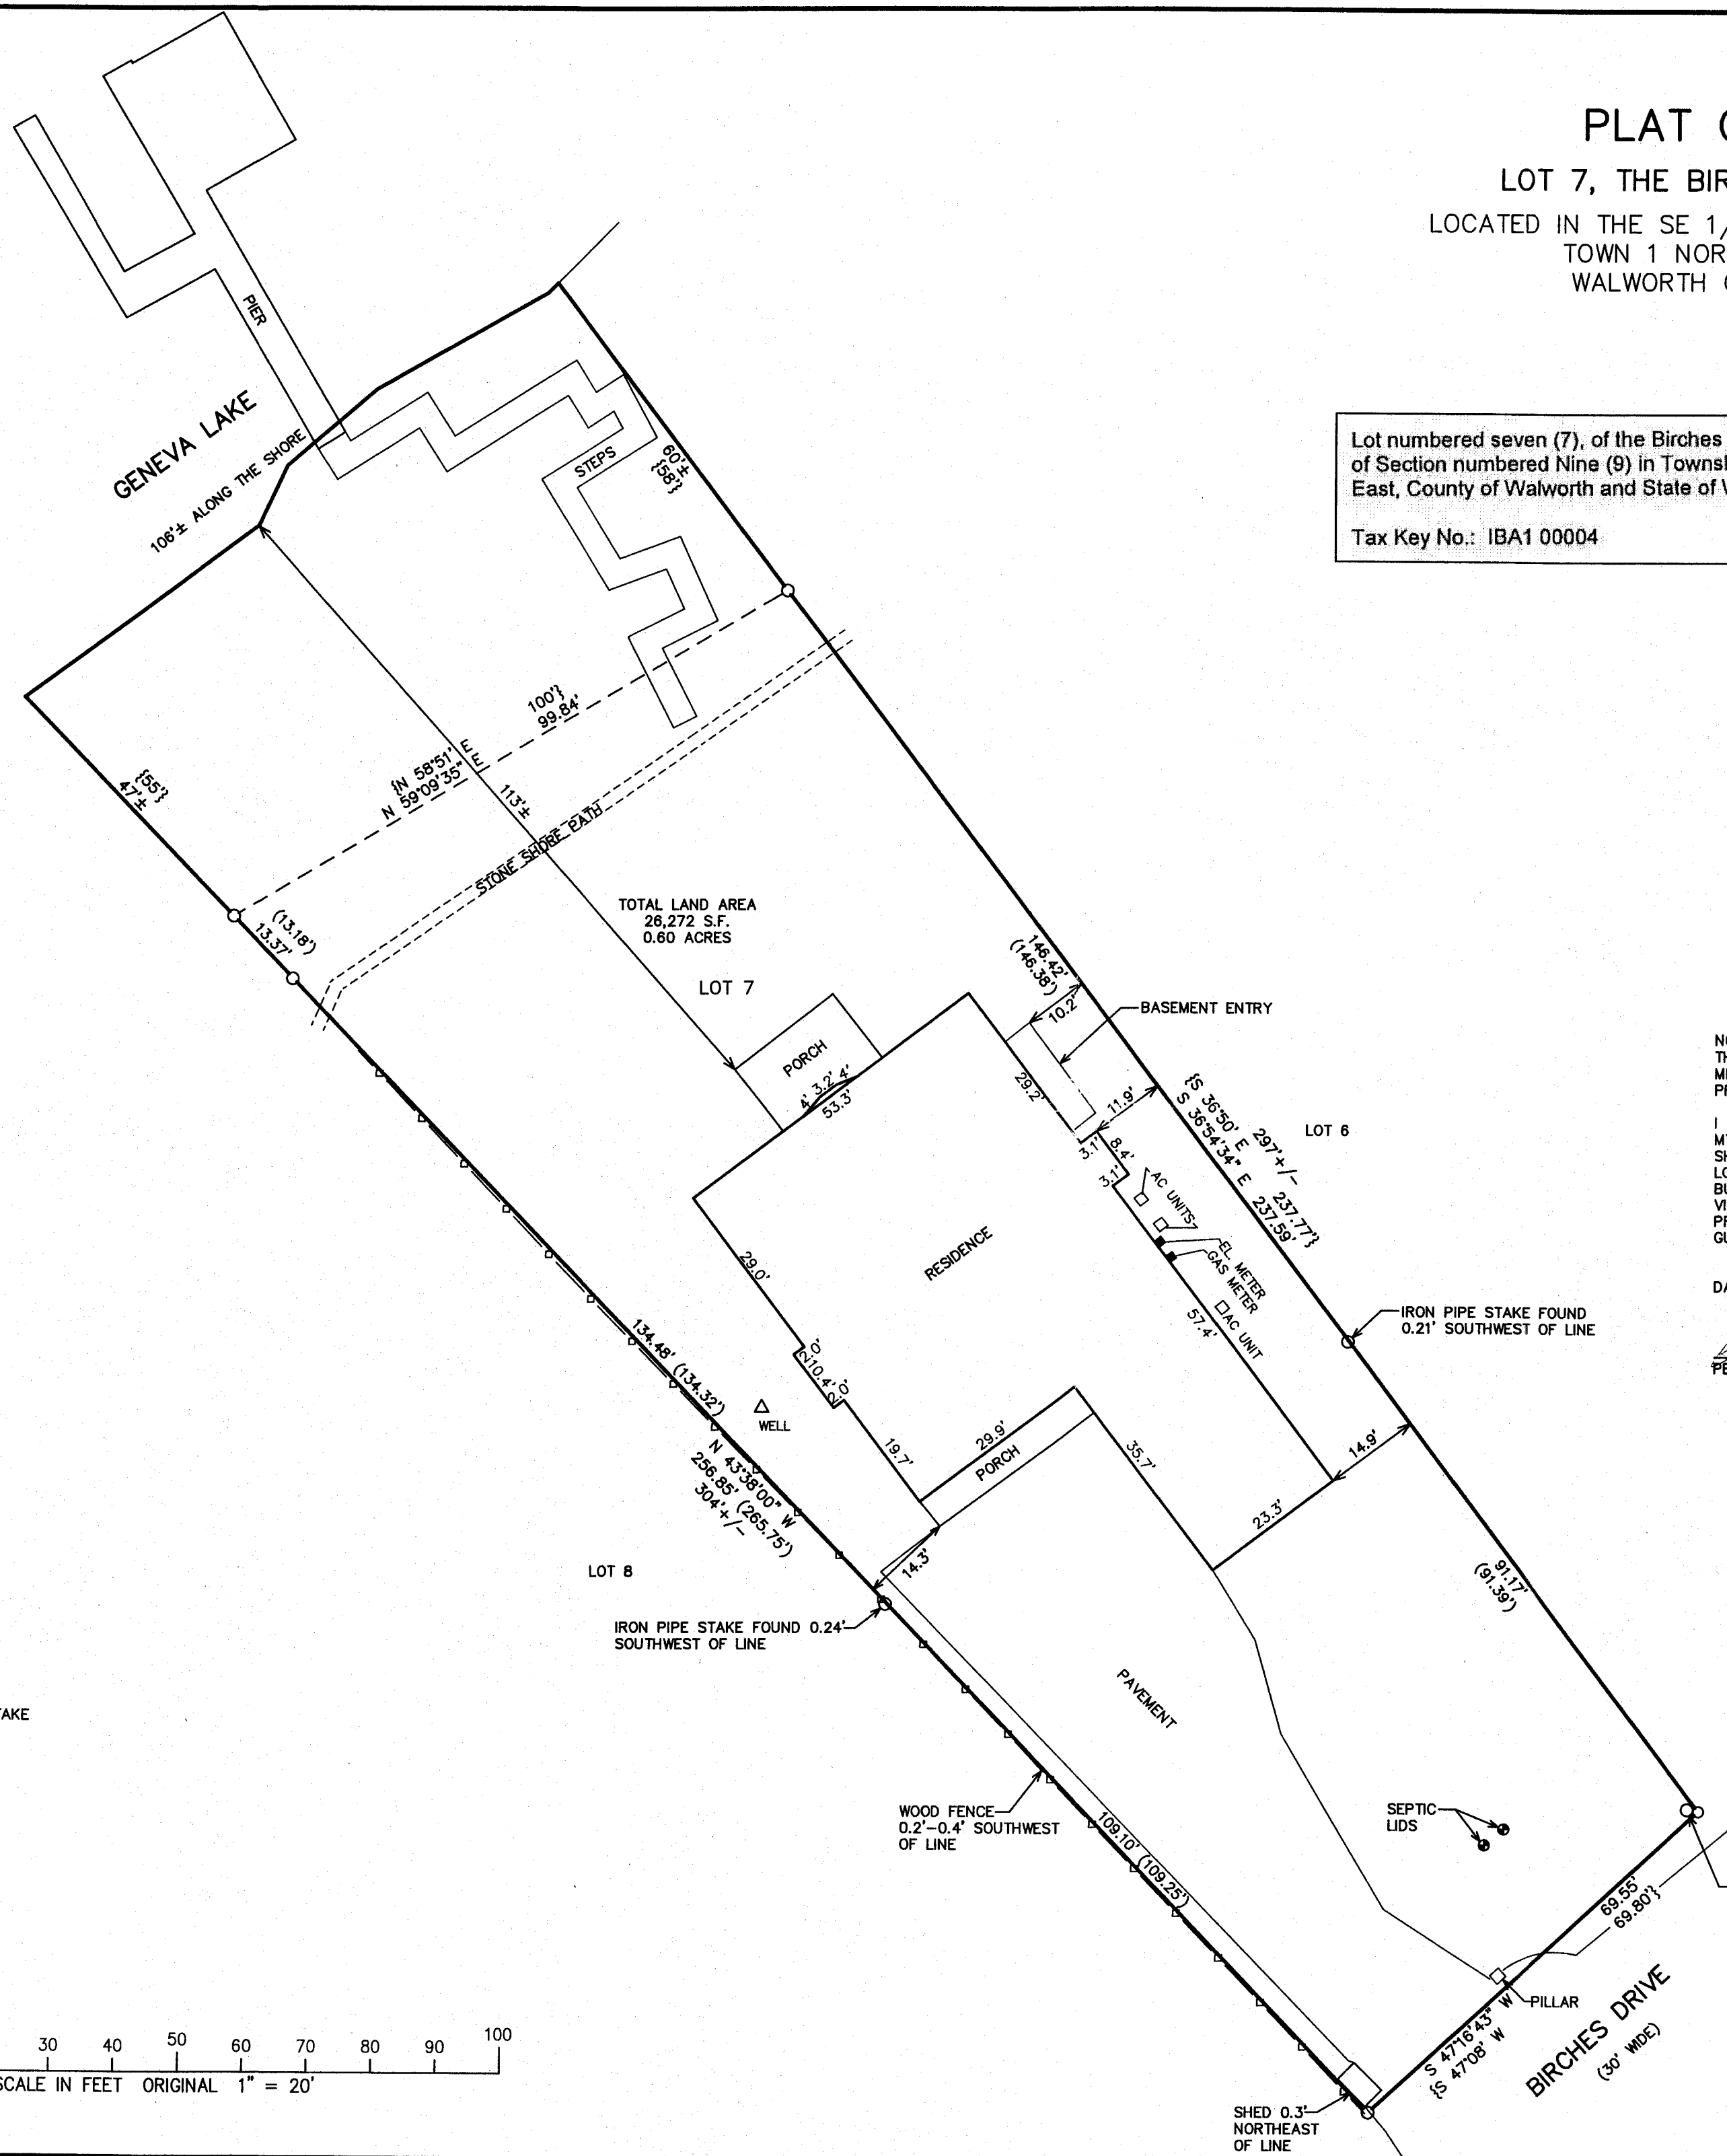 PLAT
LOT 7, THE BIR
LOCATED IN THE SE 1/
TOWN 1 NOR
WALWORTH
Lot numbered seven (7), of the Birches
of Section numbered Nine (9) in Towns
East, County of Walworth and State of
Tax Key No.: IBA1 00004
PIER
GENEVA LAKE
106'± ALONG THE SHORE
STEPS
60'±
{58'}
100'}
99.84'
{N 58°51' E
N 59°09'35" E
{55'}
47'±
113'±
STONE SHORE PATH
(13.18')
13.37'
TOTAL LAND AREA
26,272 S.F.
0.60 ACRES
LOT 7
146.42'
(146.38')
10.2'
BASEMENT ENTRY
PORCH
4' 3.2' 4'
53.3'
29.2'
11.9'
3.1'
8.4'
3.1'
{S 36°50' E 237.77'}
S 36°54'34" E 237.59'
297'+/-
LOT 6
AC UNITS
EL. METER
GAS METER
AC UNIT
57.4'
RESIDENCE
29.0'
2.0'
10.4'
2.0'
IRON PIPE STAKE FOUND
0.21' SOUTHWEST OF LINE
134.48' (134.32')
WELL
19.7'
29.9'
PORCH
35.7'
14.9'
23.3'
N 43°38'00" W
256.85' (265.75')
304'+/-
14.3'
LOT 8
IRON PIPE STAKE FOUND 0.24'
SOUTHWEST OF LINE
91.17'
(91.39')
PAVEMENT
TAKE
WOOD FENCE
0.2'-0.4' SOUTHWEST
OF LINE
109.10' (109.25')
SEPTIC
LIDS
69.55'
69.80'}
PILLAR
S 47°16'43" W
{S 47°08' W
BIRCHES DRIVE
(30' WIDE)
30 40 50 60 70 80 90 100
SCALE IN FEET ORIGINAL 1" = 20'
SHED 0.3'
NORTHEAST
OF LINE